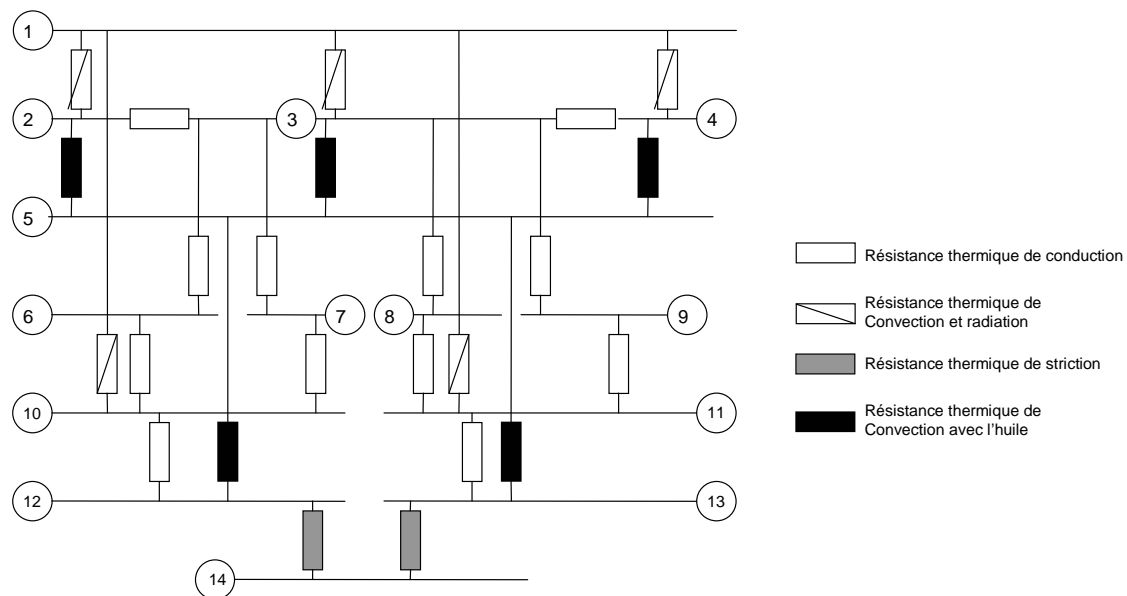 1
2
3
4
5
6
7
8
9
10
11
12
13
14
Résistance thermique de conduction
Résistance thermique de
Convection et radiation
Résistance thermique de striction
Résistance thermique de
Convection avec l'huile